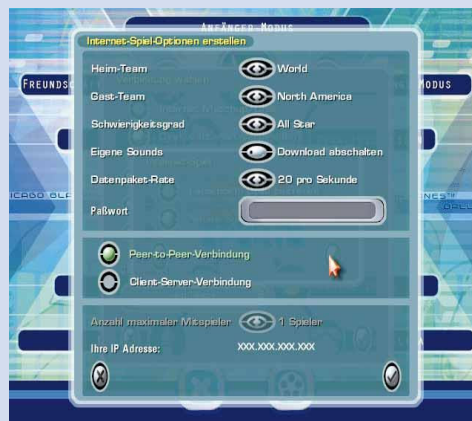 ANFÄNGER-MODUS
Internet-Spiel-Optionen erstellen
FREUNDSC
MODUS
Heim-Team World
Gast-Team North America
Schwierigkeitsgrad All Star
Eigene Sounds Download abschalten
Datenpaket-Rate 20 pro Sekunde
Paßwort
Peer-to-Peer-Verbindung
Client-Server-Verbindung
Anzahl maximaler Mitspieler 1 Spieler
Ihre IP Adresse: XXX.XXX.XXX.XXX